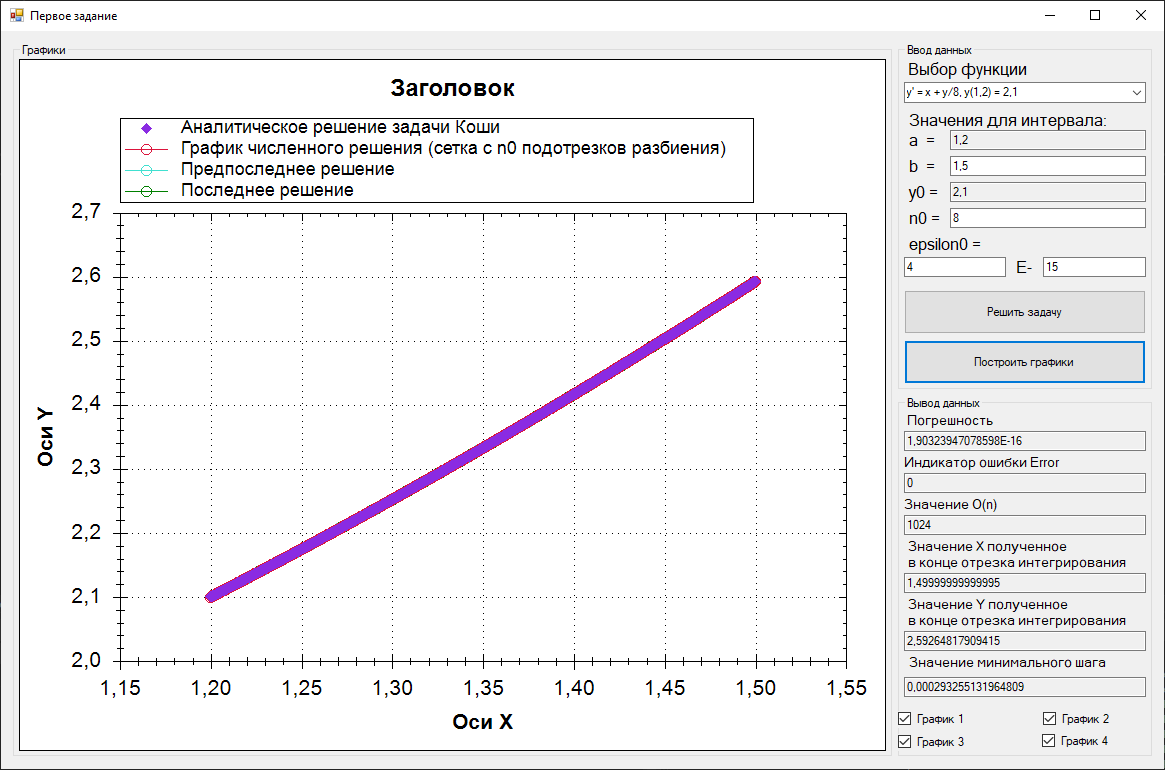 Первое задание
Графики
Заголовок
Аналитическое решение задачи Коши
График численного решения (сетка с n0 подотрезков разбиения)
Предпоследнее решение
Последнее решение
2,7
2,6
2,5
2,4
2,3
2,2
2,1
2,0
Оси Y
1,15 1,20 1,25 1,30 1,35 1,40 1,45 1,50 1,55
Оси X
Ввод данных
Выбор функции
y' = x + y/8, y(1,2) = 2,1
Значения для интервала:
a = 1,2
b = 1,5
y0 = 2,1
n0 = 8
epsilon0 =
4 E- 15
Решить задачу
Построить графики
Вывод данных
Погрешность
1,90323947078598E-16
Индикатор ошибки Error
0
Значение O(n)
1024
Значение X полученное
в конце отрезка интегрирования
1,49999999999995
Значение Y полученное
в конце отрезка интегрирования
2,59264817909415
Значение минимального шага
0,000293255131964809
График 1 График 2
График 3 График 4